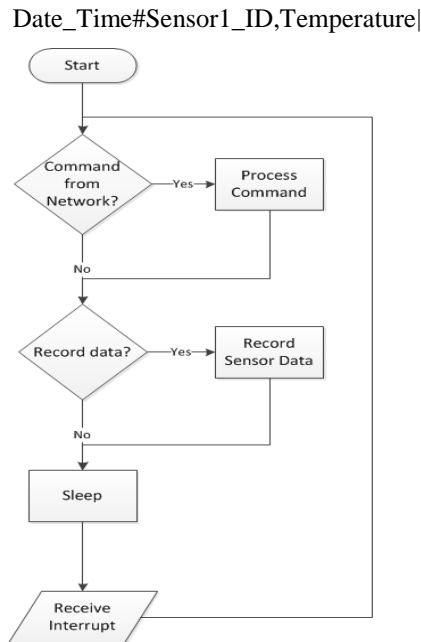 Date_Time#Sensor1_ID,Temperature|
Start
Command
from
Network?
Yes
Process
Command
No
Record data?
Yes
Record
Sensor Data
No
Sleep
Receive
Interrupt